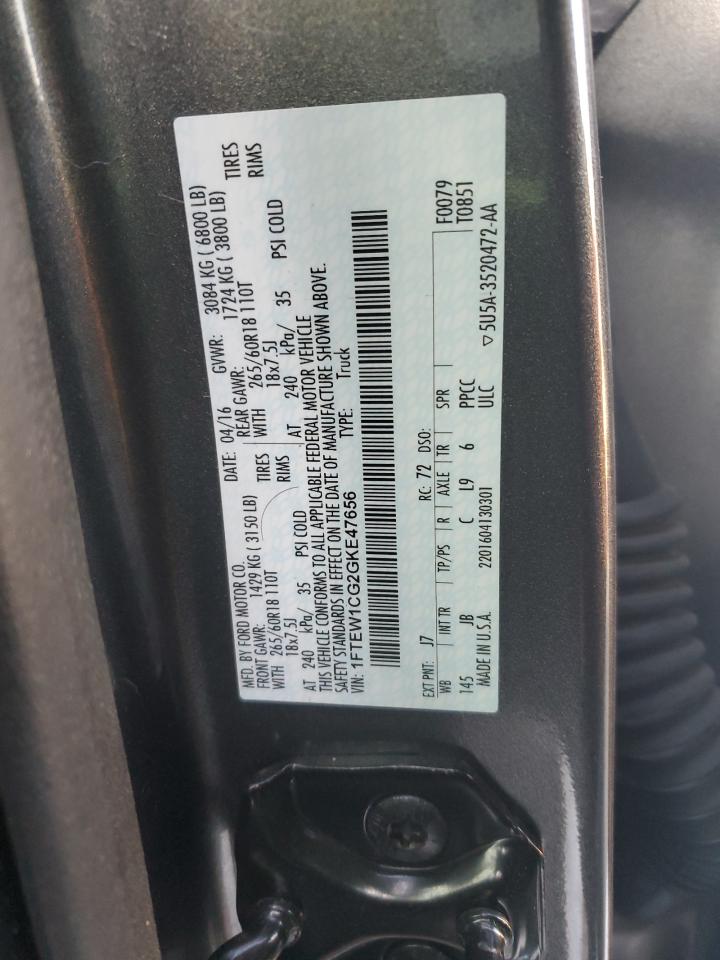 MFD. BY FORD MOTOR CO. DATE: 04/16 GVWR: 3084 KG ( 6800 LB)
FRONT GAWR: 1429 KG ( 3150 LB) REAR GAWR: 1724 KG ( 3800 LB)
WITH 265/60R18 110T TIRES WITH 265/60R18 110T TIRES
18x7.5J RIMS 18x7.5J RIMS
AT 240 kPa/ 35 PSI COLD AT 240 kPa/ 35 PSI COLD
THIS VEHICLE CONFORMS TO ALL APPLICABLE FEDERAL MOTOR VEHICLE
SAFETY STANDARDS IN EFFECT ON THE DATE OF MANUFACTURE SHOWN ABOVE.
VIN: 1FTEW1CG2GKE47656 TYPE: Truck
EXT PNT: J7 RC: 72 DSO: F0079
WB INT TR TP/PS R AXLE TR SPR T0851
145 JB C L9 6 PPCC
MADE IN U.S.A. 2201604130301 ULC ▽5U5A-3520472-AA